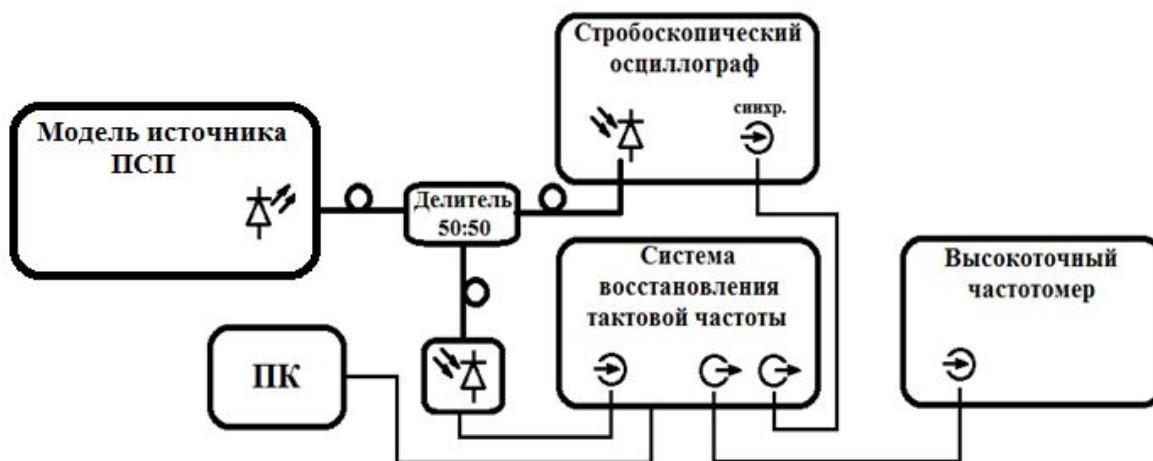 Стробоскопический
осциллограф
синхр.
Модель источника
ПСП
Делитель
50:50
Система
восстановления
тактовой частоты
Высокоточный
частотомер
ПК